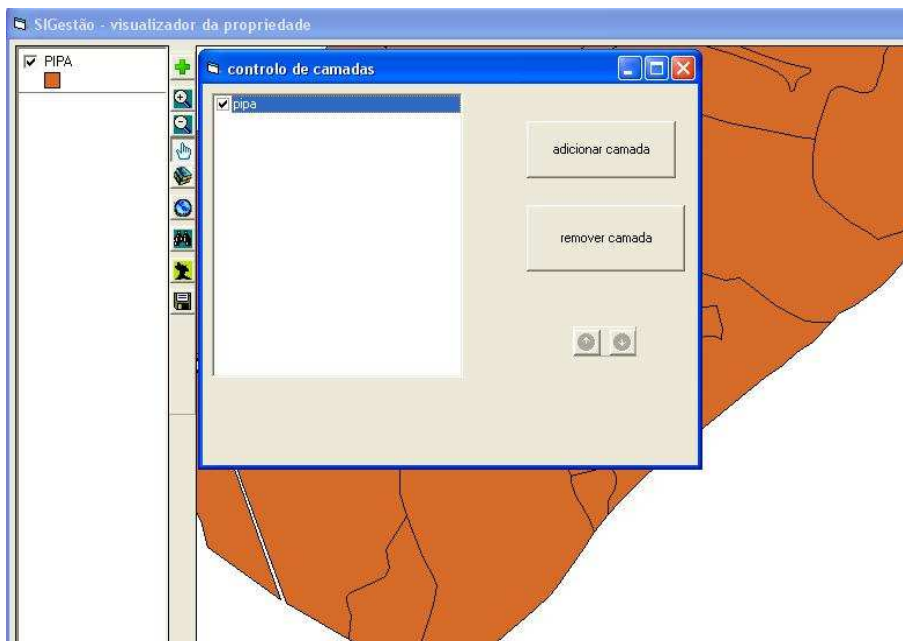 SIGestão - visualizador da propriedade
PIPA
controlo de camadas
pipa
adicionar camada
remover camada